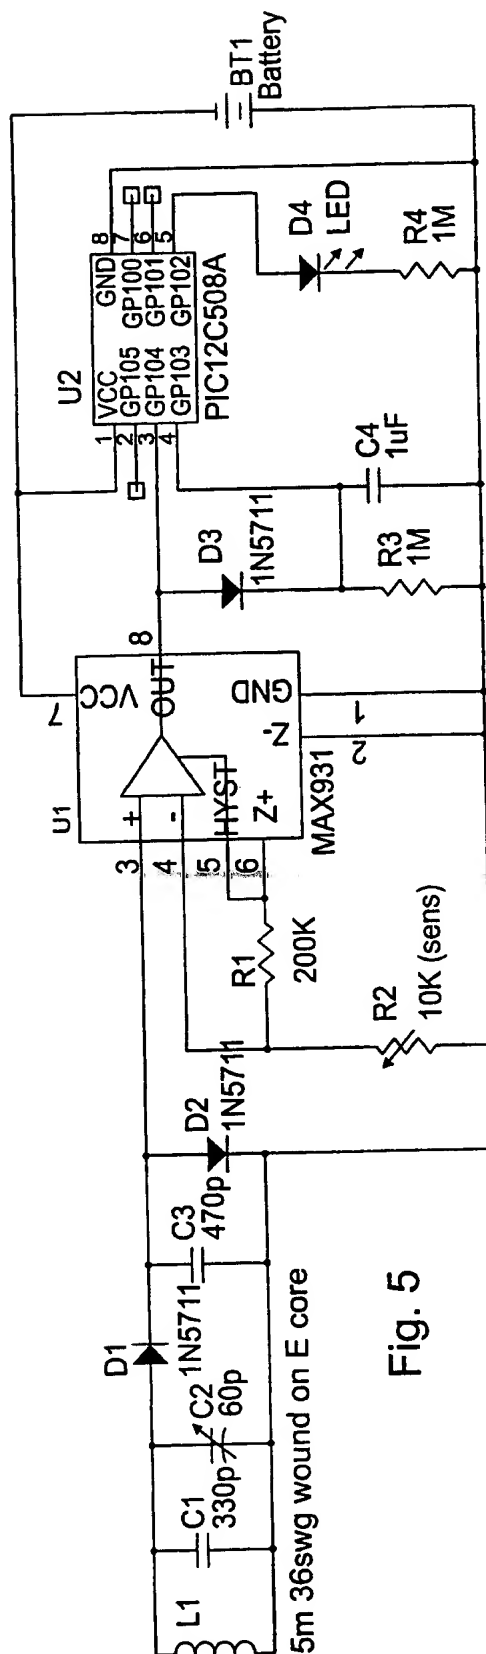 L1
C1
330p
C2
60p
D1
1N5711
C3
470p
D2
1N5711
5m 36swg wound on E core
R1
200K
R2
10K (sens)
U1
3
4
5
6
+
-
HYST
Z+
7
VCC
OUT
8
GND
Z-
1
2
MAX931
D3
1N5711
R3
1M
C4
1uF
U2
1
2
3
4
VCC
GP105
GP104
GP103
GND
GP100
GP101
GP102
8
7
6
5
PIC12C508A
D4
LED
R4
1M
BT1
Battery
Fig. 5